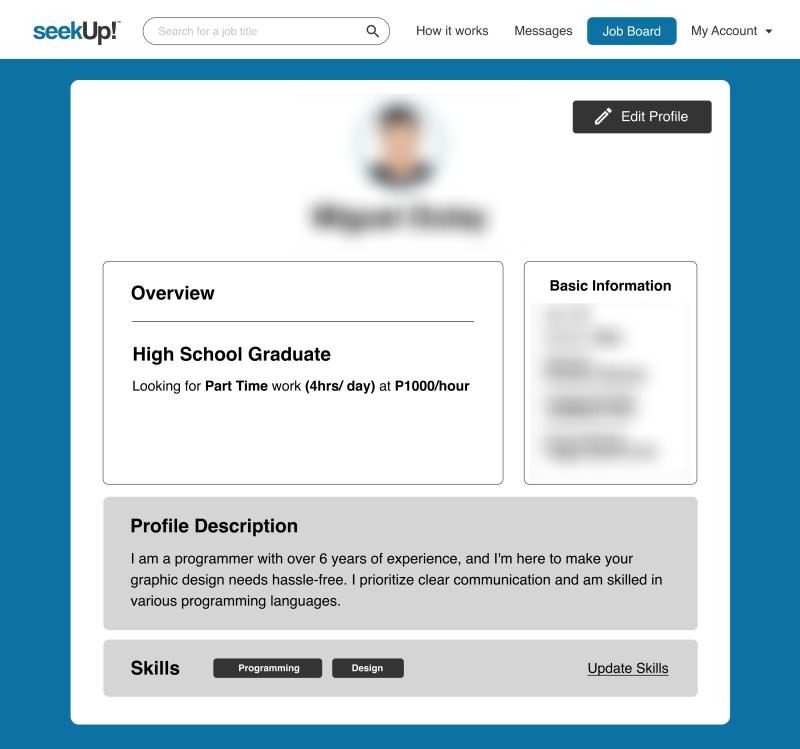 seekUp!™
Search for a job title
How it works
Messages
Job Board
My Account
Edit Profile
Overview
High School Graduate
Looking for Part Time work (4hrs/ day) at P1000/hour
Basic Information
Profile Description
I am a programmer with over 6 years of experience, and I'm here to make your
graphic design needs hassle-free. I prioritize clear communication and am skilled in
various programming languages.
Skills
Programming
Design
Update Skills